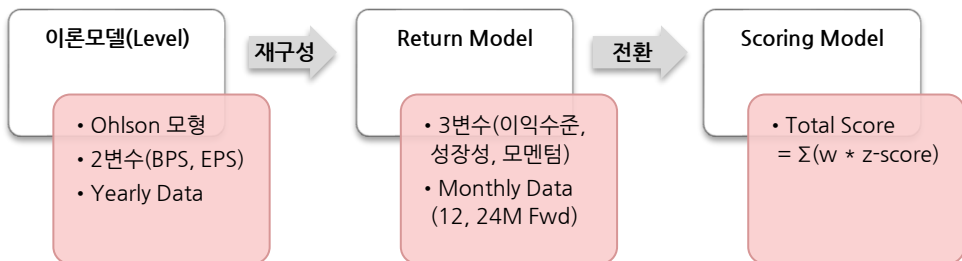 이론모델(Level)
• Ohlson 모형
• 2변수(BPS, EPS)
• Yearly Data
재구성
Return Model
• 3변수(이익수준,
성장성, 모멘텀)
• Monthly Data
(12, 24M Fwd)
전환
Scoring Model
• Total Score
= Σ(w * z-score)